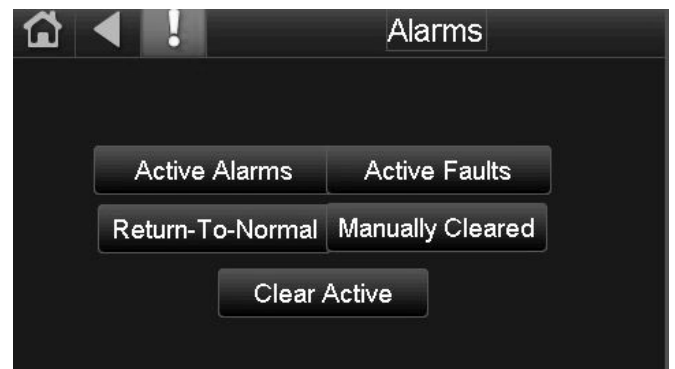 Alarms
Active Alarms Active Faults
Return-To-Normal Manually Cleared
Clear Active